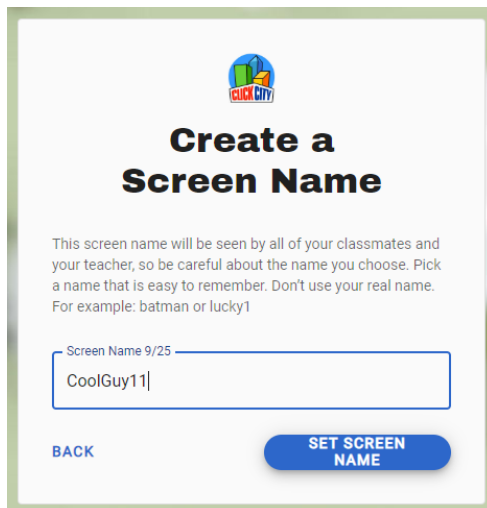 CLICK CITY
Create a
Screen Name
This screen name will be seen by all of your classmates and
your teacher, so be careful about the name you choose. Pick
a name that is easy to remember. Don't use your real name.
For example: batman or lucky1
Screen Name 9/25
CoolGuy11
BACK
SET SCREEN
NAME